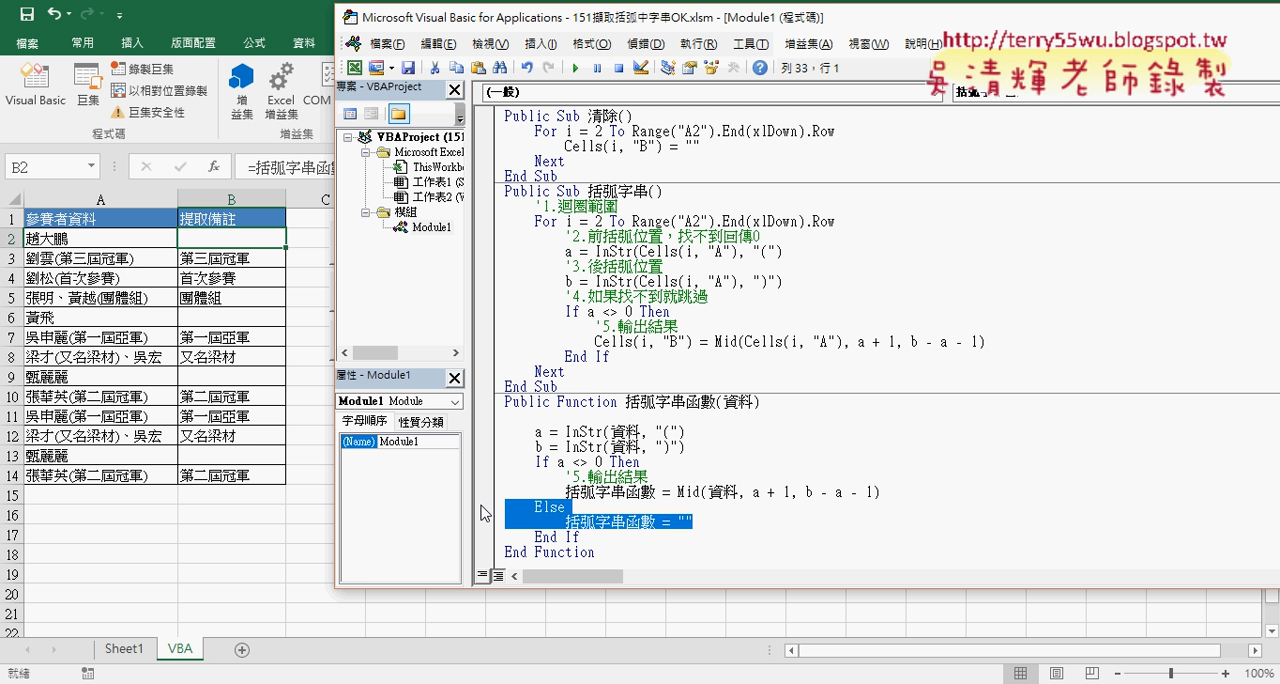 Microsoft Visual Basic for Applications - 151擷取括弧中字串OK.xlsm - [Module1 (程式碼)]
檔案 常用 插入 版面配置 公式 資料
檔案(F) 編輯(E) 檢視(V) 插入(I) 格式(O) 偵錯(D) 執行(R) 工具(T) 增益集(A) 視窗(W) 說明(H)
http://terry55wu.blogspot.tw
吳清輝老師錄製
列 33，行 1
Visual Basic 巨集
錄製巨集
以相對位置錄製
巨集安全性
程式碼
增益集
Excel 增益集
COM
增益集
專案 - VBAProject
VBAProject (151
Microsoft Excel
ThisWorkb
工作表1 (S
工作表2 (V
模組
Module1
屬性 - Module1
Module1 Module
字母順序 性質分類
(Name) Module1
B2
fx
=括弧字串函
A B C
1 參賽者資料 提取備註
2 趙大鵬
3 劉雲(第三屆冠軍) 第三屆冠軍
4 劉松(首次參賽) 首次參賽
5 張明、黃越(團體組) 團體組
6 黃飛
7 吳申麗(第一屆亞軍) 第一屆亞軍
8 梁才(又名梁材)、吳宏 又名梁材
9 甄麗麗
10 張華英(第二屆冠軍) 第二屆冠軍
11 吳申麗(第一屆亞軍) 第一屆亞軍
12 梁才(又名梁材)、吳宏 又名梁材
13 甄麗麗
14 張華英(第二屆冠軍) 第二屆冠軍
15
16
17
18
19
20
21
22
(一般)
Public Sub 清除()
For i = 2 To Range("A2").End(xlDown).Row
Cells(i, "B") = ""
Next
End Sub
Public Sub 括弧字串()
'1.迴圈範圍
For i = 2 To Range("A2").End(xlDown).Row
'2.前括弧位置，找不到回傳0
a = InStr(Cells(i, "A"), "(")
'3.後括弧位置
b = InStr(Cells(i, "A"), ")")
'4.如果找不到就跳過
If a <> 0 Then
'5.輸出結果
Cells(i, "B") = Mid(Cells(i, "A"), a + 1, b - a - 1)
End If
Next
End Sub
Public Function 括弧字串函數(資料)
a = InStr(資料, "(")
b = InStr(資料, ")")
If a <> 0 Then
'5.輸出結果
括弧字串函數 = Mid(資料, a + 1, b - a - 1)
Else
括弧字串函數 = ""
End If
End Function
Sheet1 VBA
就緒
100%